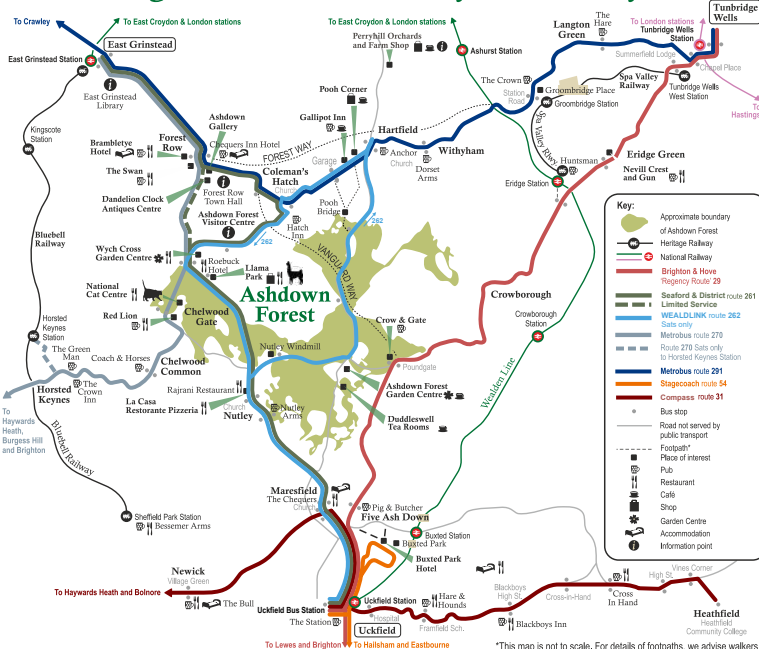 To Crawley
To East Croydon & London stations
To East Croydon & London stations
To London stations
Tunbridge
Wells
East Grinstead
East Grinstead
Station
East Grinstead
Library
Perryhill Orchards
and Farm Shop
Ashurst Station
Langton
Green
The
Hare
Tunbridge Wells
Station
Summerfield Lodge
Chapel Place
Spa Valley
Railway
Tunbridge Wells
West Station
To
Hastings
The Crown
Station
Road
Groombridge Place
Groombridge Station
Spa Valley Rlwy.
Huntsman
Eridge Station
Eridge Green
Nevill Crest
and Gun
Kingscote
Station
Pooh Corner
Gallipot Inn
Garage
Hartfield
Anchor
Church
Dorset
Arms
Withyham
Ashdown
Gallery
Forest
Row
Chequers Inn Hotel
FOREST WAY
Brambletye
Hotel
The Swan
Forest Row
Town Hall
Coleman's
Hatch
Church
Dandelion Clock
Antiques Centre
Ashdown Forest
Visitor Centre
Hatch
Inn
Pooh
Bridge
262
262
VANGUARD WAY
Bluebell
Railway
Wych Cross
Garden Centre
Roebuck
Hotel
Llama
Park
National
Cat Centre
Red Lion
Chelwood
Gate
Ashdown
Forest
Crowborough
Crowborough
Station
Crow & Gate
Poundgate
Wealden Line
Horsted
Keynes
Station
The Green
Man
Coach & Horses
Chelwood
Common
Nutley Windmill
The
Crown
Inn
Horsted
Keynes
To
Haywards
Heath,
Burgess Hill
and Brighton
Rajrani Restaurant
La Casa
Restorante Pizzeria
Church
Nutley
Nutley
Arms
Ashdown Forest
Garden Centre
Duddleswell
Tea Rooms
Bluebell Railway
Sheffield Park Station
Bessemer Arms
Maresfield
The Chequers
Church
Pig & Butcher
Five Ash Down
Buxted Station
Buxted Park
Buxted Park
Hotel
Newick
Village Green
The Bull
To Haywards Heath and Bolnore
Uckfield Bus Station
The Station
Uckfield Station
Hospital
Uckfield
To Lewes and Brighton
To Hailsham and Eastbourne
Hare &
Hounds
Framfield Sch.
Blackboys
High St.
Blackboys Inn
Cross-in-Hand
Cross
In Hand
High St.
Vines Corner
Heathfield
Heathfield
Community College
Key:
Approximate boundary
of Ashdown Forest
Heritage Railway
National Railway
Brighton & Hove
'Regency Route' 29
Seaford & District route 261
Limited Service
WEALDLINK route 262
Sats only
Metrobus route 270
Route 270 Sats only
to Horsted Keynes Station
Metrobus route 291
Stagecoach route 54
Compass route 31
Bus stop
Road not served by
public transport
Footpath*
Place of interest
Pub
Restaurant
Café
Shop
Garden Centre
Accommodation
Information point
*This map is not to scale. For details of footpaths, we advise walkers